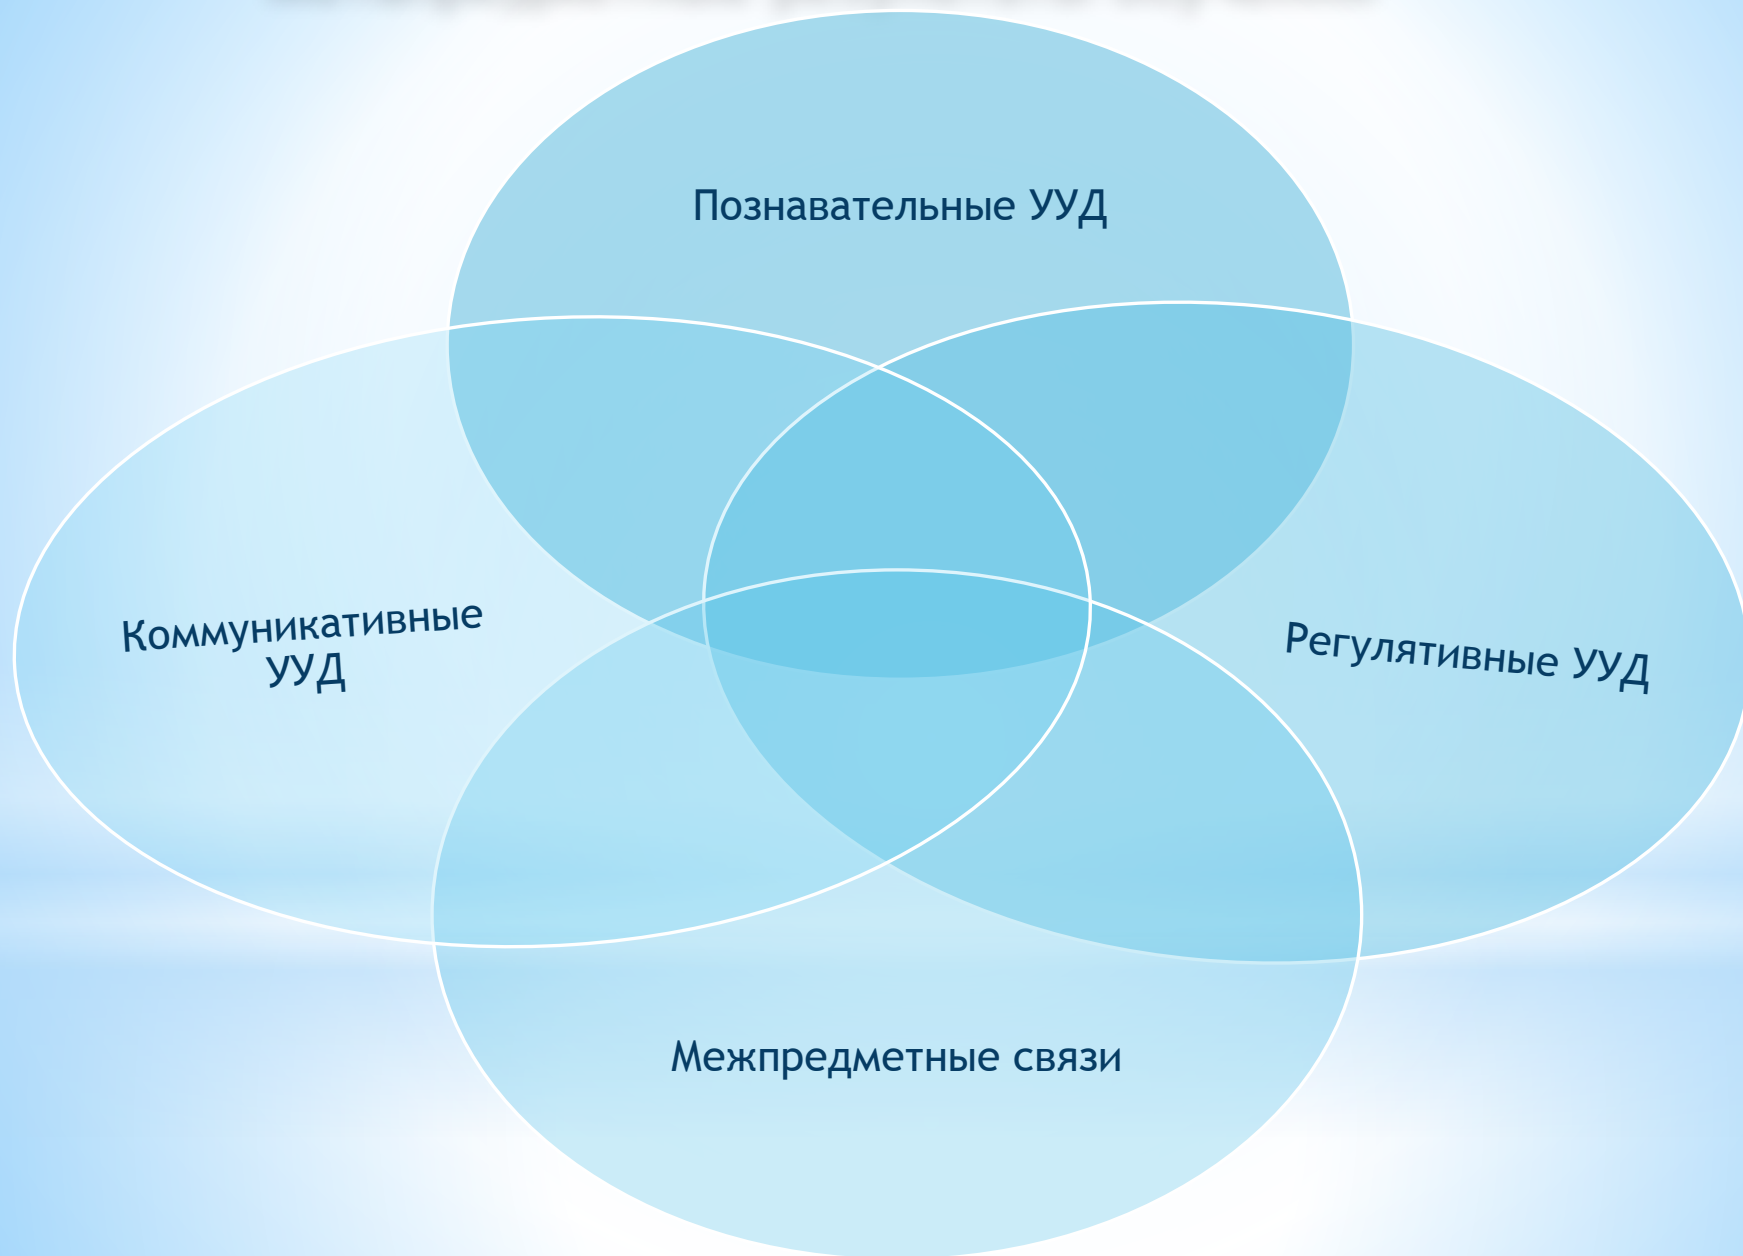 Познавательные УУД
Коммуникативные
УУД
Регулятивные УУД
Межпредметные связи